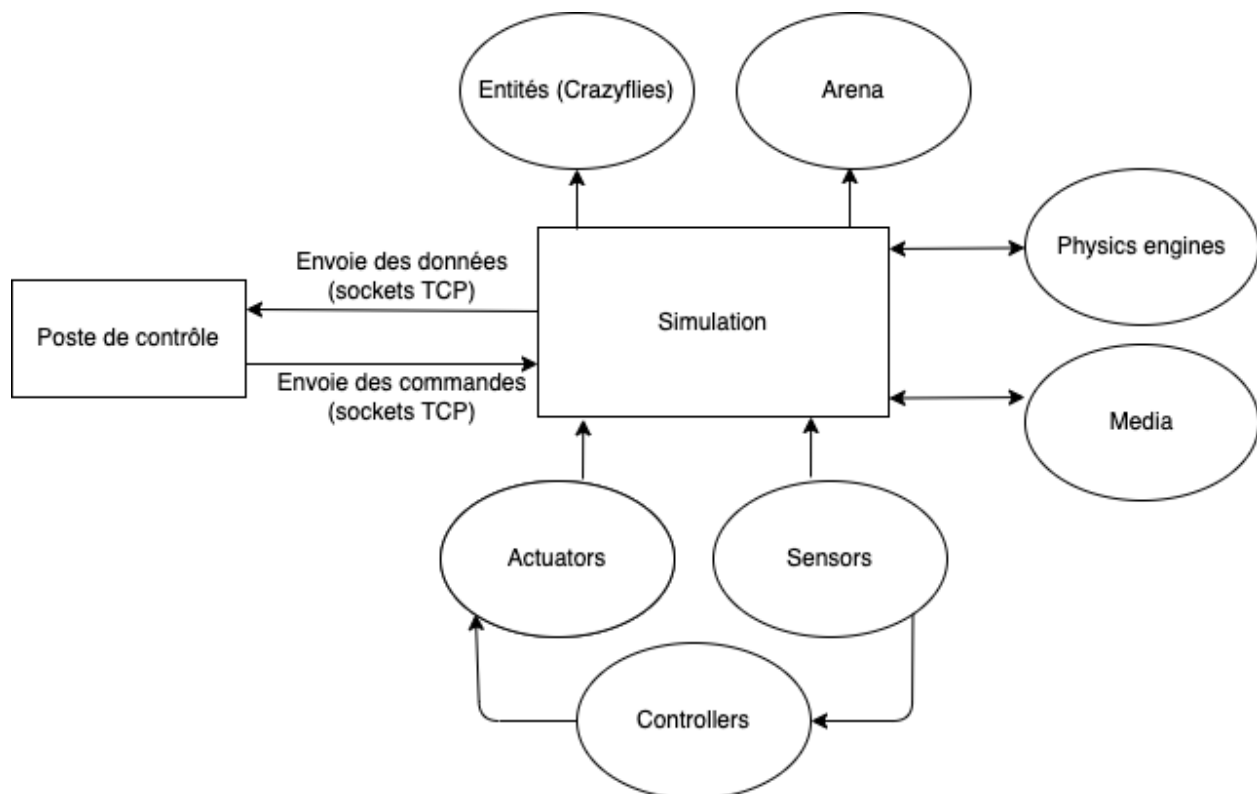 Entités (Crazyflies)
Arena
Physics engines
Envoie des données
(sockets TCP)
Simulation
Poste de contrôle
Envoie des commandes
(sockets TCP)
Media
Actuators
Sensors
Controllers